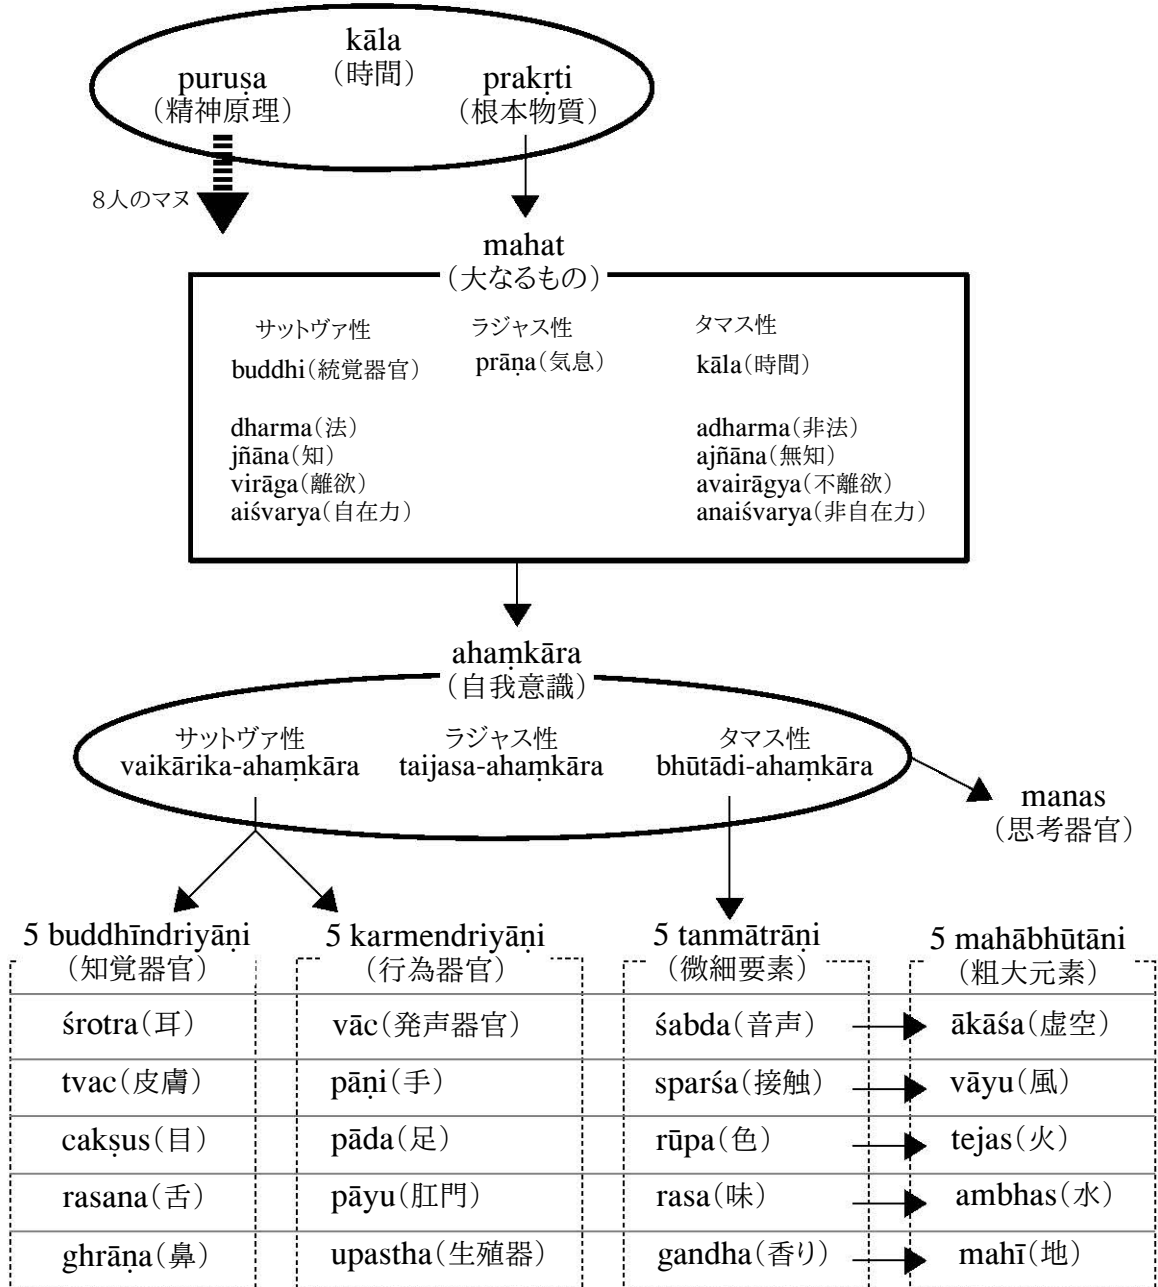 kāla
(時間)
puruṣa
(精神原理)
prakṛti
(根本物質)
8人のマヌ
mahat
(大なるもの)
サットヴァ性
ラジャス性
タマス性
buddhi(統覚器官)
prāṇa(気息)
kāla(時間)
dharma(法)
adharma(非法)
jñāna(知)
ajñāna(無知)
virāga(離欲)
avairāgya(不離欲)
aiśvarya(自在力)
anaiśvarya(非自在力)
ahaṃkāra
(自我意識)
サットヴァ性
ラジャス性
タマス性
vaikārika-ahaṃkāra
taijasa-ahaṃkāra
bhūtādi-ahaṃkāra
manas
(思考器官)
5 buddhīndriyāṇi
(知覚器官)
5 karmendriyāṇi
(行為器官)
5 tanmātrāṇi
(微細要素)
5 mahābhūtāni
(粗大元素)
śrotra(耳)
vāc(発声器官)
śabda(音声)
ākāśa(虚空)
tvac(皮膚)
pāṇi(手)
sparśa(接触)
vāyu(風)
cakṣus(目)
pāda(足)
rūpa(色)
tejas(火)
rasana(舌)
pāyu(肛門)
rasa(味)
ambhas(水)
ghrāṇa(鼻)
upastha(生殖器)
gandha(香り)
mahī(地)